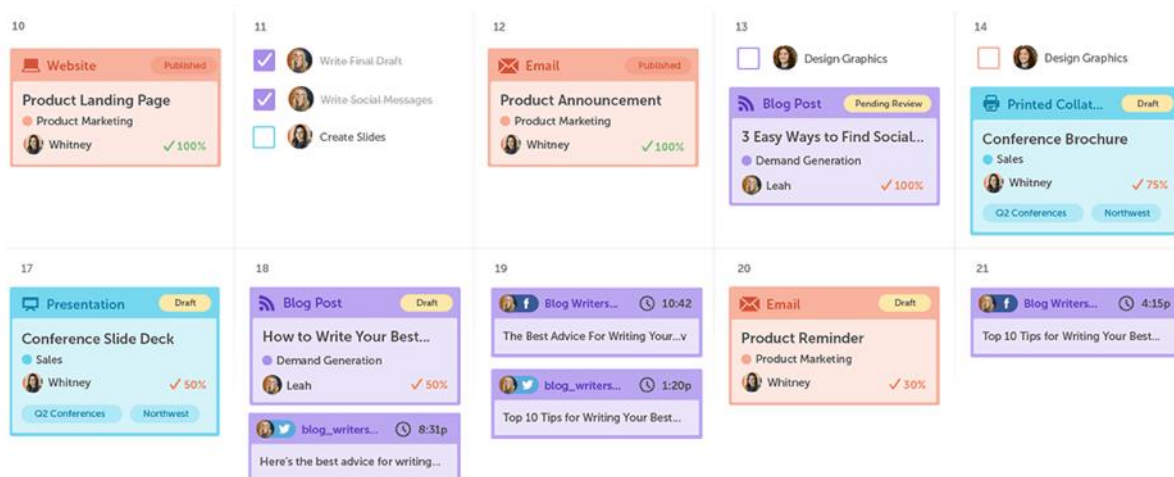 10
Website Published
Product Landing Page
Product Marketing
Whitney ✓100%
11
Write Final Draft
Write Social Messages
Create Slides
12
Email Published
Product Announcement
Product Marketing
Whitney ✓100%
13
Design Graphics
Blog Post Pending Review
3 Easy Ways to Find Social...
Demand Generation
Leah ✓100%
14
Design Graphics
Printed Collat... Draft
Conference Brochure
Sales
Whitney ✓75%
Q2 Conferences Northwest
17
Presentation Draft
Conference Slide Deck
Sales
Whitney ✓50%
Q2 Conferences Northwest
18
Blog Post Draft
How to Write Your Best...
Demand Generation
Leah ✓50%
blog_writers... 8:31p
Here's the best advice for writing...
19
f Blog Writers... 10:42
The Best Advice For Writing Your...v
blog_writers... 1:20p
Top 10 Tips for Writing Your Best...
20
Email Draft
Product Reminder
Product Marketing
Whitney ✓30%
21
f Blog Writers... 4:15p
Top 10 Tips for Writing Your Best...